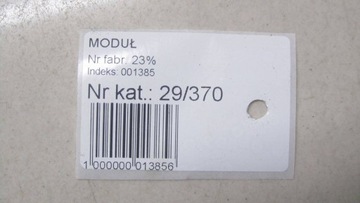 MODUŁ
Nr fabr. 23%
Indeks: 001385
Nr kat.: 29/370
1 000000 013856